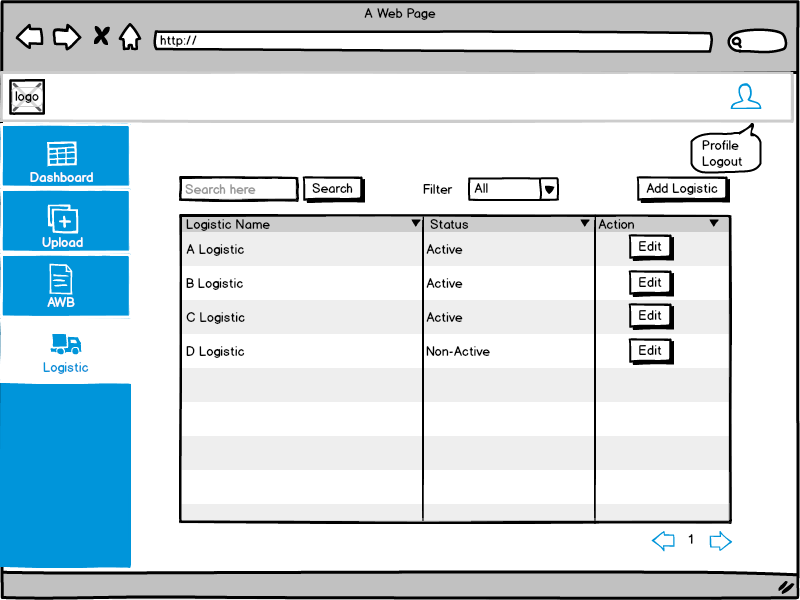 A Web Page
http://
logo
Profile
Logout
Dashboard
Upload
AWB
Logistic
Search here
Search
Filter
All
Add Logistic
Logistic Name
Status
Action
A Logistic
Active
Edit
B Logistic
Active
Edit
C Logistic
Active
Edit
D Logistic
Non-Active
Edit
1